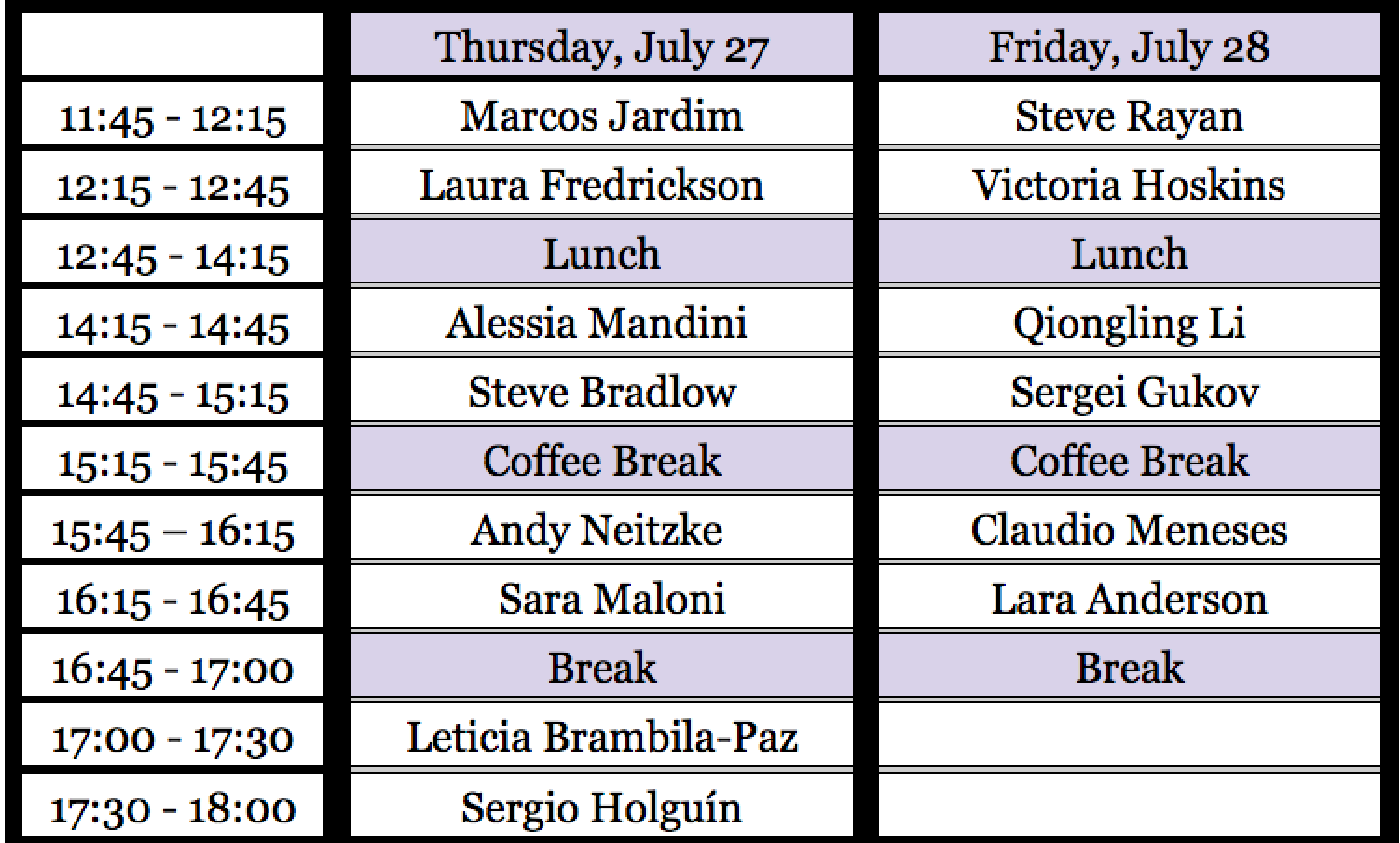 Thursday, July 27 Friday, July 28
11:45 - 12:15 Marcos Jardim Steve Rayan
12:15 - 12:45 Laura Fredrickson Victoria Hoskins
12:45 - 14:15 Lunch Lunch
14:15 - 14:45 Alessia Mandini Qiongling Li
14:45 - 15:15 Steve Bradlow Sergei Gukov
15:15 - 15:45 Coffee Break Coffee Break
15:45 – 16:15 Andy Neitzke Claudio Meneses
16:15 - 16:45 Sara Maloni Lara Anderson
16:45 - 17:00 Break Break
17:00 - 17:30 Leticia Brambila-Paz
17:30 - 18:00 Sergio Holguín